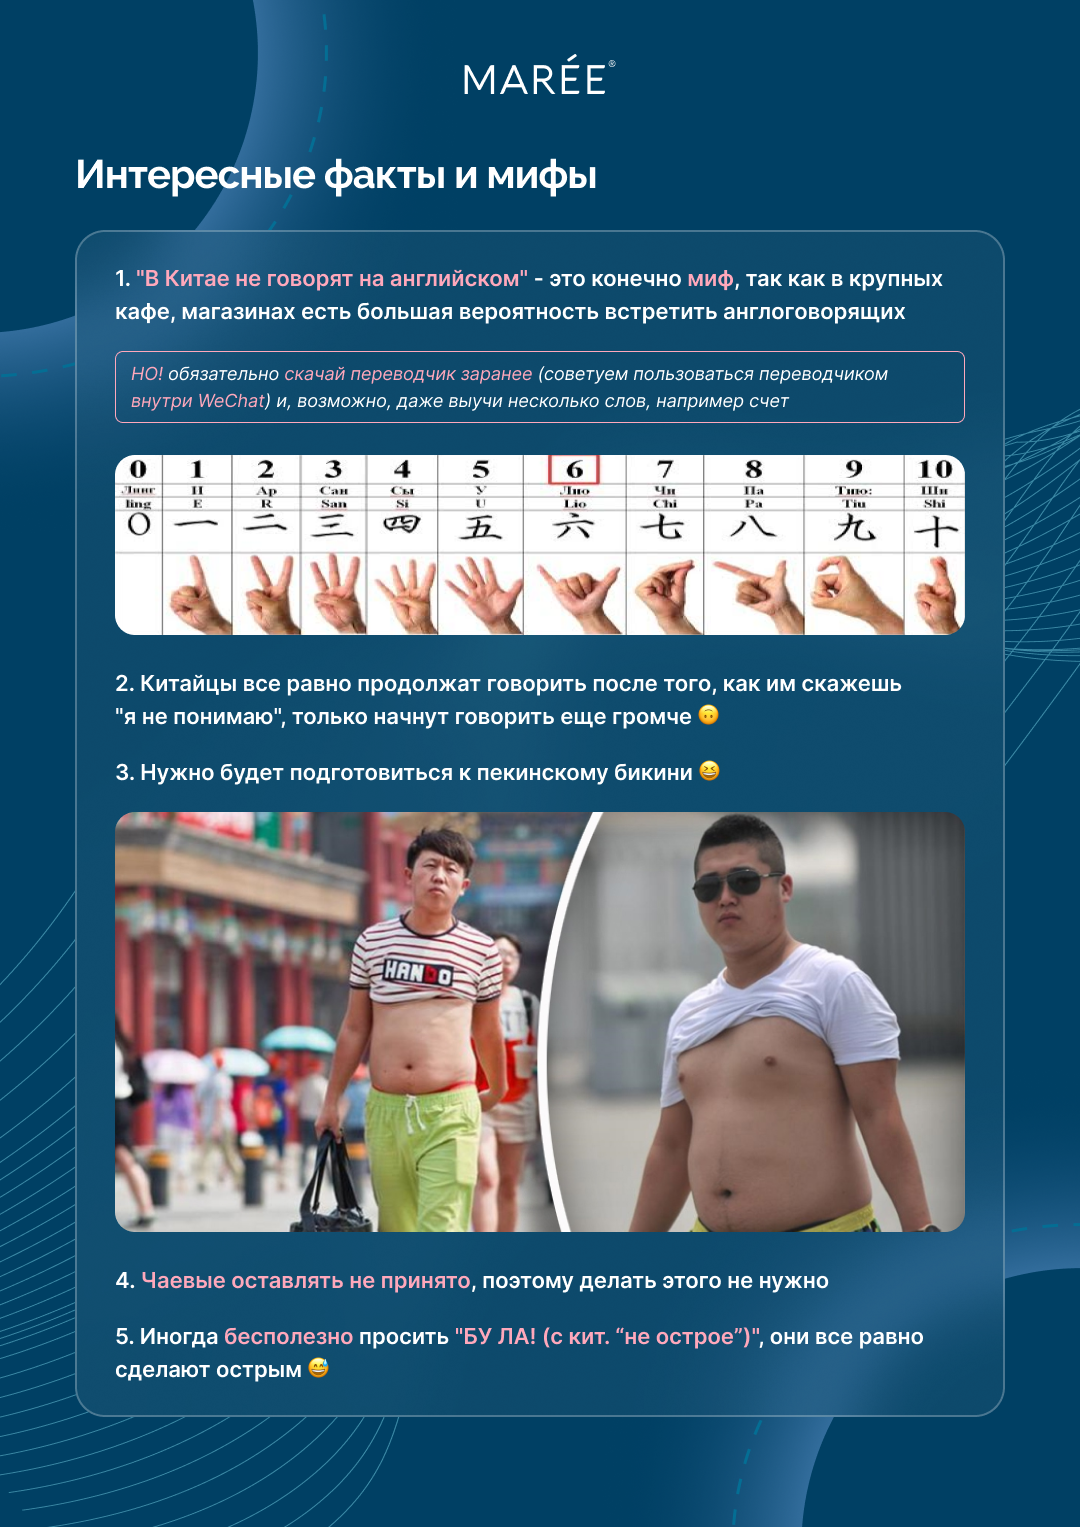 MARÉE®
Интересные факты и мифы
1. "В Китае не говорят на английском" - это конечно миф, так как в крупных
кафе, магазинах есть большая вероятность встретить англоговорящих
НО! обязательно скачай переводчик заранее (советуем пользоваться переводчиком
внутри WeChat) и, возможно, даже выучи несколько слов, например счет
0 1 2 3 4 5 6 7 8 9 10
Линг И Ар Сан Сы У Лио Чи Па Тию: Ши
ling E R San Si U Lio Chi Pa Tiu Shi
〇 一 二 三 四 五 六 七 八 九 十
2. Китайцы все равно продолжат говорить после того, как им скажешь
"я не понимаю", только начнут говорить еще громче 🙃
3. Нужно будет подготовиться к пекинскому бикини 😆
HANDO
4. Чаевые оставлять не принято, поэтому делать этого не нужно
5. Иногда бесполезно просить "БУ ЛА! (с кит. “не острое”)", они все равно
сделают острым 😅